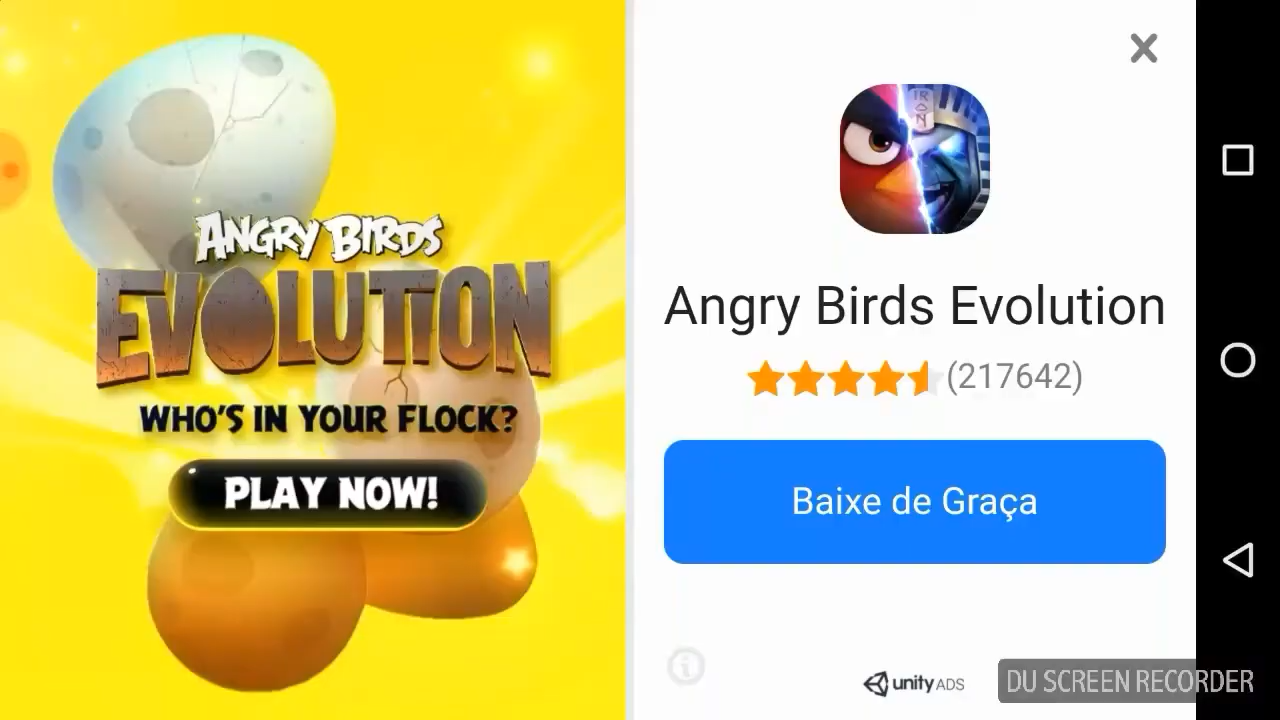 ANGRY BIRDS
EVOLUTION
WHO'S IN YOUR FLOCK?
PLAY NOW!
IRON
Angry Birds Evolution
(217642)
Baixe de Graça
unity ADS
DU SCREEN RECORDER